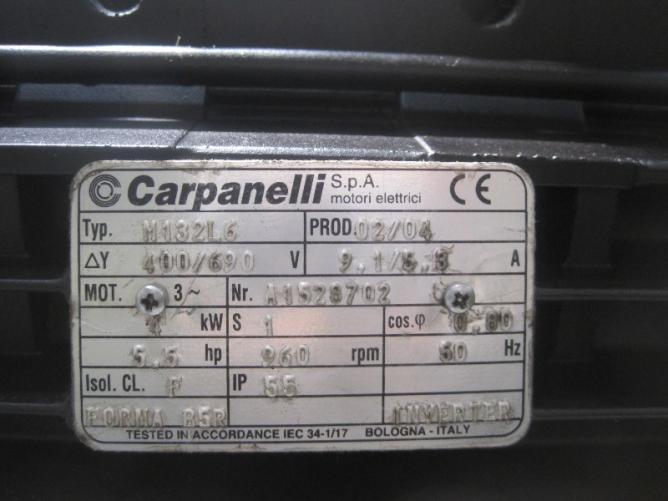 Carpanelli S.p.A. motori elettrici CE
Typ. M132L6 PROD. 02/04
ΔY 400/690 V 9.1/5.3 A
MOT. 3~ Nr. A1528702
4 kW S 1 cos.φ 0.80
5.5 hp 960 rpm 50 Hz
Isol. CL. F IP 55
FORMA B5R INVERTER
TESTED IN ACCORDANCE IEC 34-1/17 BOLOGNA - ITALY